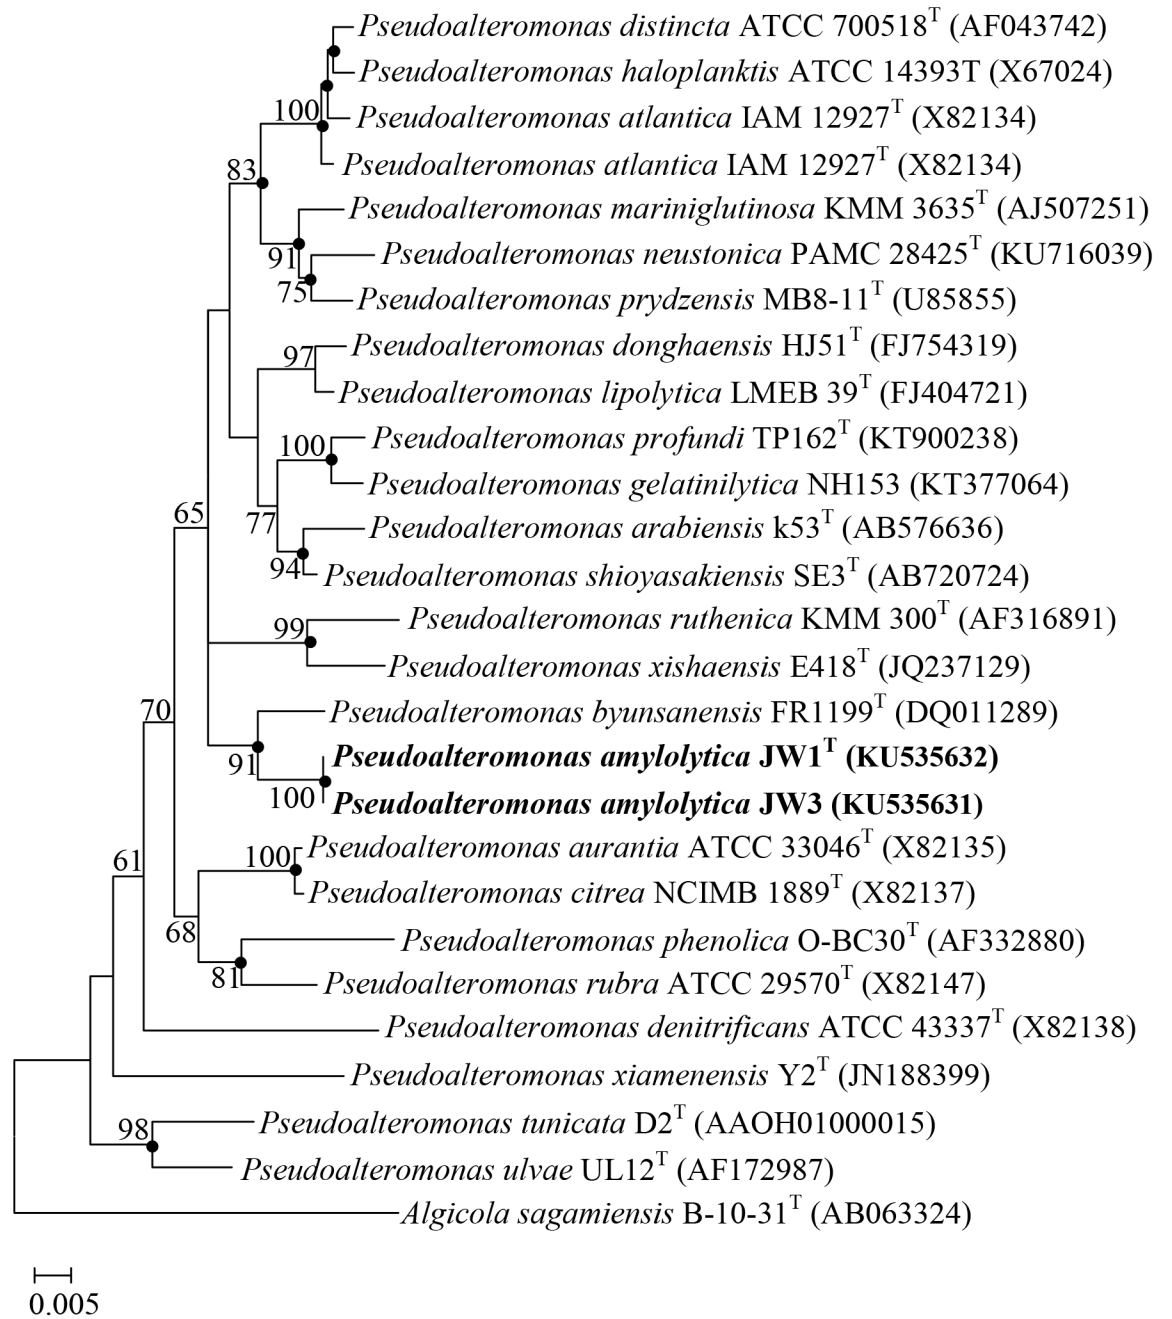 Pseudoalteromonas distincta ATCC 700518T (AF043742)
Pseudoalteromonas haloplanktis ATCC 14393T (X67024)
100
Pseudoalteromonas atlantica IAM 12927T (X82134)
Pseudoalteromonas atlantica IAM 12927T (X82134)
83
Pseudoalteromonas mariniglutinosa KMM 3635T (AJ507251)
91
Pseudoalteromonas neustonica PAMC 28425T (KU716039)
75
Pseudoalteromonas prydzensis MB8-11T (U85855)
97
Pseudoalteromonas donghaensis HJ51T (FJ754319)
Pseudoalteromonas lipolytica LMEB 39T (FJ404721)
100
Pseudoalteromonas profundi TP162T (KT900238)
Pseudoalteromonas gelatinilytica NH153 (KT377064)
65
77
Pseudoalteromonas arabiensis k53T (AB576636)
94
Pseudoalteromonas shioyasakiensis SE3T (AB720724)
99
Pseudoalteromonas ruthenica KMM 300T (AF316891)
Pseudoalteromonas xishaensis E418T (JQ237129)
70
Pseudoalteromonas byunsanensis FR1199T (DQ011289)
91
Pseudoalteromonas amylolytica JW1T (KU535632)
100
Pseudoalteromonas amylolytica JW3 (KU535631)
61
100
Pseudoalteromonas aurantia ATCC 33046T (X82135)
Pseudoalteromonas citrea NCIMB 1889T (X82137)
68
Pseudoalteromonas phenolica O-BC30T (AF332880)
81
Pseudoalteromonas rubra ATCC 29570T (X82147)
Pseudoalteromonas denitrificans ATCC 43337T (X82138)
Pseudoalteromonas xiamenensis Y2T (JN188399)
98
Pseudoalteromonas tunicata D2T (AAOH01000015)
Pseudoalteromonas ulvae UL12T (AF172987)
Algicola sagamiensis B-10-31T (AB063324)
0.005